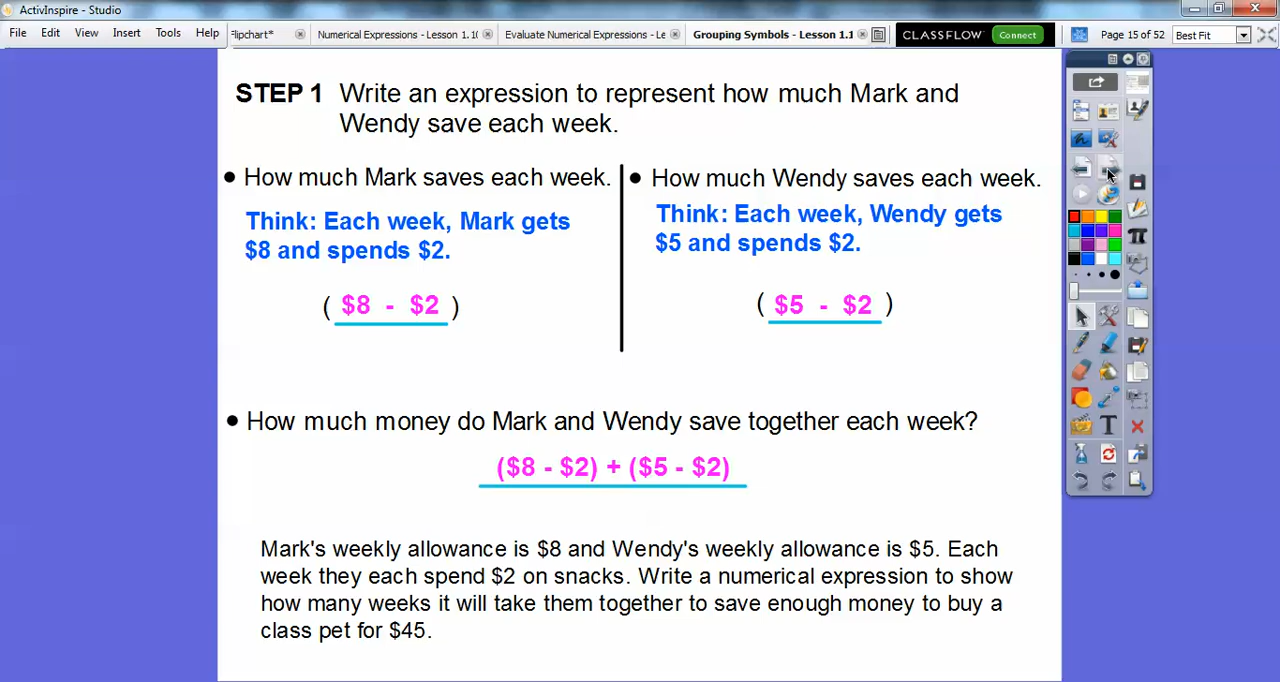 ActivInspire - Studio
File Edit View Insert Tools Help
Flipchart* Numerical Expressions - Lesson 1.10 Evaluate Numerical Expressions - Le Grouping Symbols - Lesson 1.1 CLASSFLOW Connect Page 15 of 52 Best Fit
STEP 1 Write an expression to represent how much Mark and
Wendy save each week.
• How much Mark saves each week.
Think: Each week, Mark gets
$8 and spends $2.
( $8 - $2 )
• How much Wendy saves each week.
Think: Each week, Wendy gets
$5 and spends $2.
( $5 - $2 )
• How much money do Mark and Wendy save together each week?
($8 - $2) + ($5 - $2)
Mark's weekly allowance is $8 and Wendy's weekly allowance is $5. Each
week they each spend $2 on snacks. Write a numerical expression to show
how many weeks it will take them together to save enough money to buy a
class pet for $45.